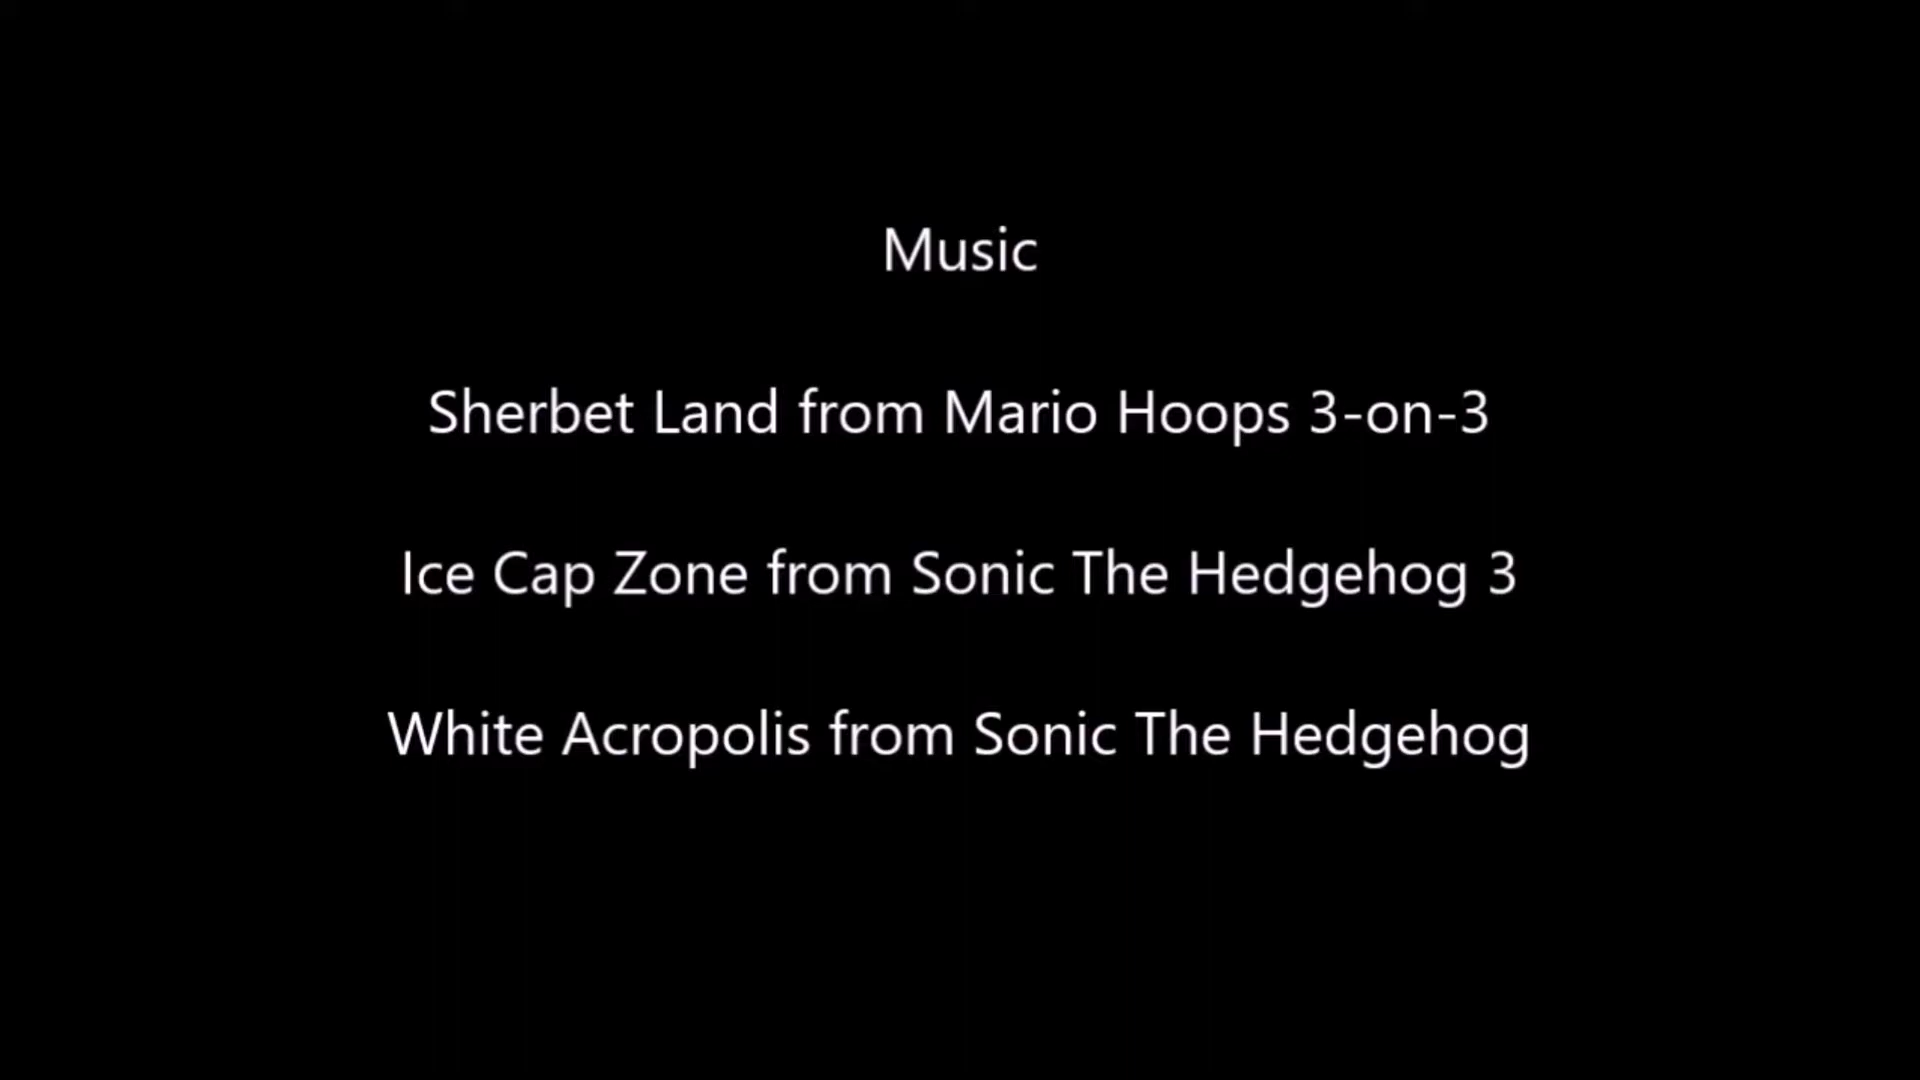 Music
Sherbet Land from Mario Hoops 3-on-3
Ice Cap Zone from Sonic The Hedgehog 3
White Acropolis from Sonic The Hedgehog